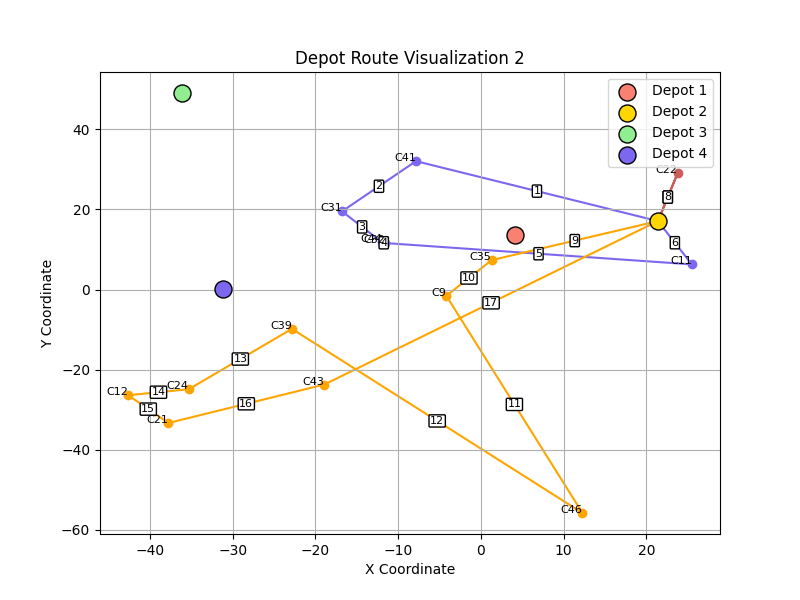 Depot Route Visualization 2
Depot 1
Depot 2
Depot 3
Depot 4
C22
C41
C31
C35
C11
C9
C39
C12
C24
C21
C43
C46
1
2
3
4
5
6
8
9
10
11
12
13
14
15
16
17
40
20
0
−20
−40
−60
−40
−30
−20
−10
0
10
20
X Coordinate
Y Coordinate